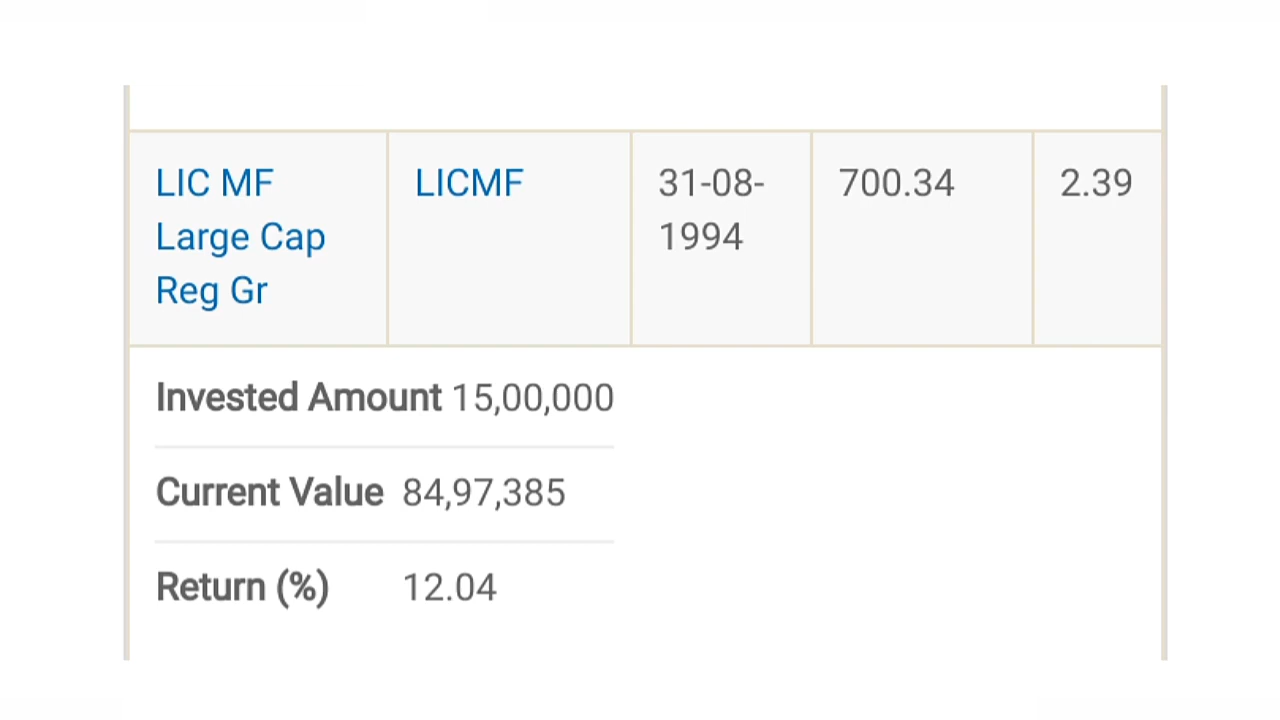 LIC MF
Large Cap
Reg Gr
LICMF
31-08-
1994
700.34
2.39
Invested Amount 15,00,000
Current Value 84,97,385
Return (%) 12.04